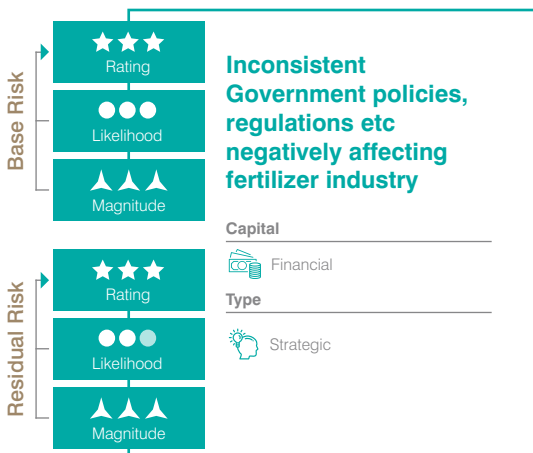 Base Risk
Rating
Likelihood
Magnitude
Inconsistent
Government policies,
regulations etc
negatively affecting
fertilizer industry
Capital
Financial
Type
Strategic
Residual Risk
Rating
Likelihood
Magnitude